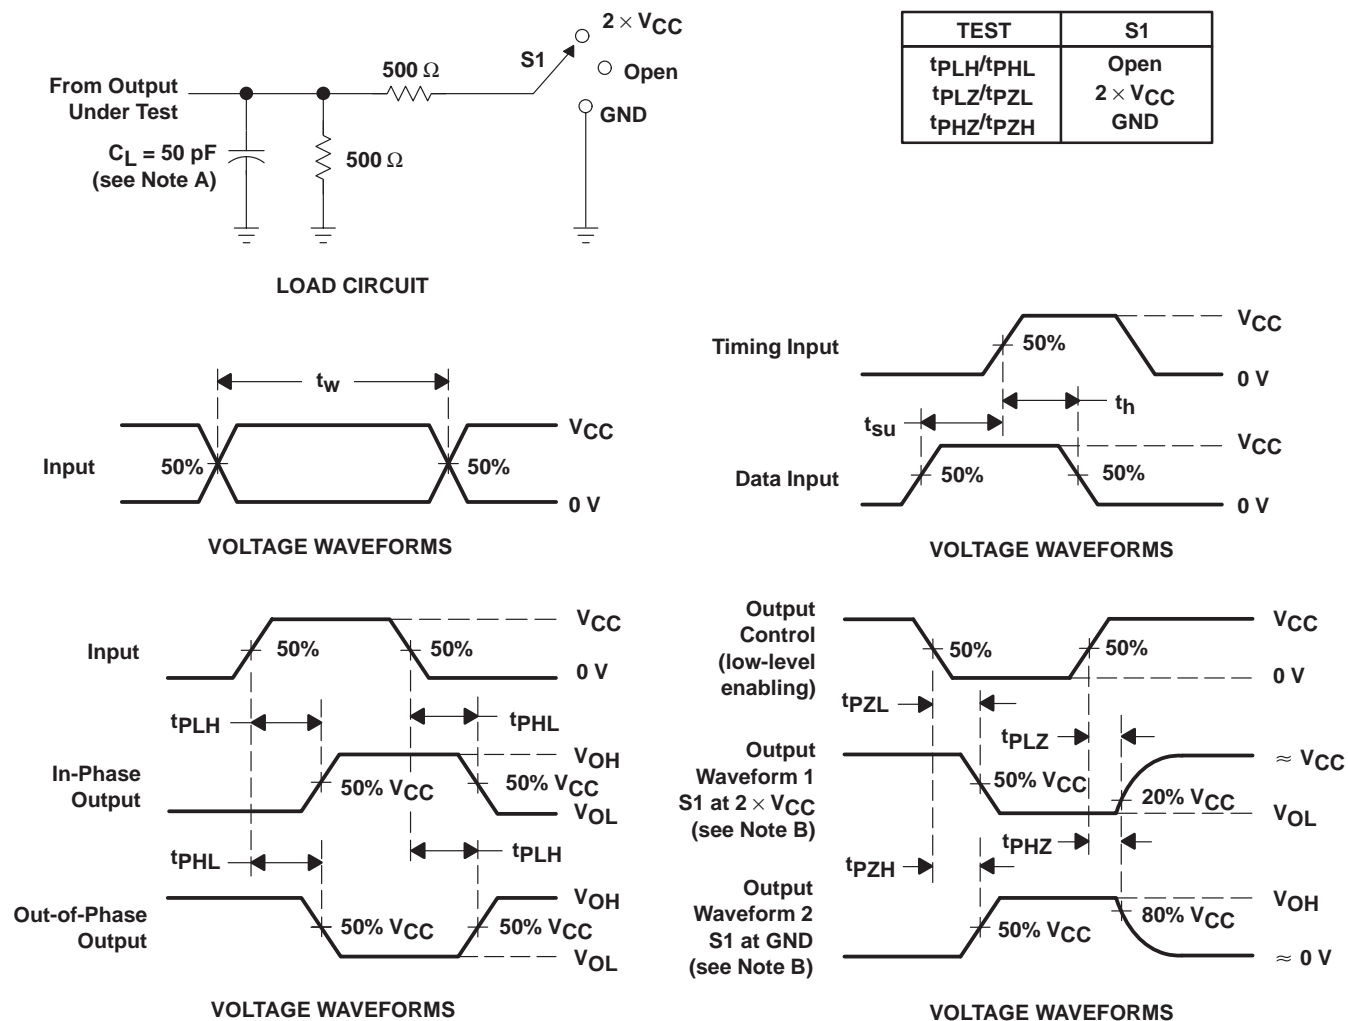 2 × VCC
S1
Open
GND
500 Ω
From Output
Under Test
CL = 50 pF
(see Note A)
500 Ω
LOAD CIRCUIT
TEST S1
tPLH/tPHL Open
tPLZ/tPZL 2 × VCC
tPHZ/tPZH GND
tw
VCC
Input 50% 50%
0 V
VOLTAGE WAVEFORMS
VCC
Timing Input 50%
0 V
th
tsu
VCC
Data Input 50% 50%
0 V
VOLTAGE WAVEFORMS
VCC
Input 50% 50%
0 V
tPLH tPHL
VOH
In-Phase
Output
50% VCC 50% VCC
VOL
tPHL tPLH
VOH
Out-of-Phase
Output
50% VCC 50% VCC
VOL
VOLTAGE WAVEFORMS
Output
Control
(low-level
enabling)
VCC
50% 50%
0 V
tPZL
tPLZ
Output
Waveform 1
S1 at 2 × VCC
(see Note B)
≈ VCC
50% VCC 20% VCC
VOL
tPHZ
tPZH
Output
Waveform 2
S1 at GND
(see Note B)
VOH
50% VCC 80% VCC
≈ 0 V
VOLTAGE WAVEFORMS